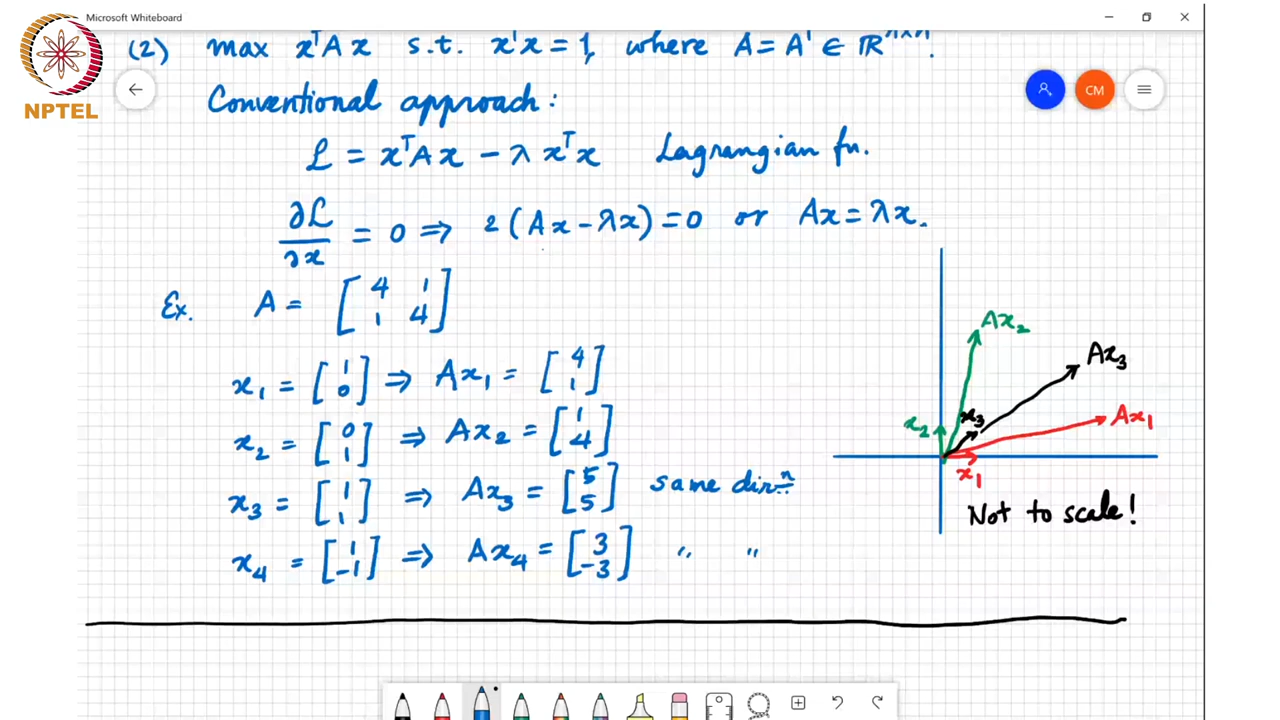 Microsoft Whiteboard
NPTEL
(2) max xᵀAx s.t. x'x = 1, where A = A' ∈ ℝⁿˣⁿ.
CM
Conventional approach:
ℒ = xᵀAx − λ xᵀx Lagrangian fn.
∂ℒ/∂x = 0 ⇒ 2(Ax − λx) = 0 or Ax = λx.
Ex. A = [4 1; 1 4]
x₁ = [1; 0] ⇒ Ax₁ = [4; 1]
x₂ = [0; 1] ⇒ Ax₂ = [1; 4]
x₃ = [1; 1] ⇒ Ax₃ = [5; 5] same dirⁿ
x₄ = [1; -1] ⇒ Ax₄ = [3; -3] " "
Ax₂
Ax₃
x₃
x₂
Ax₁
x₁
Not to scale!